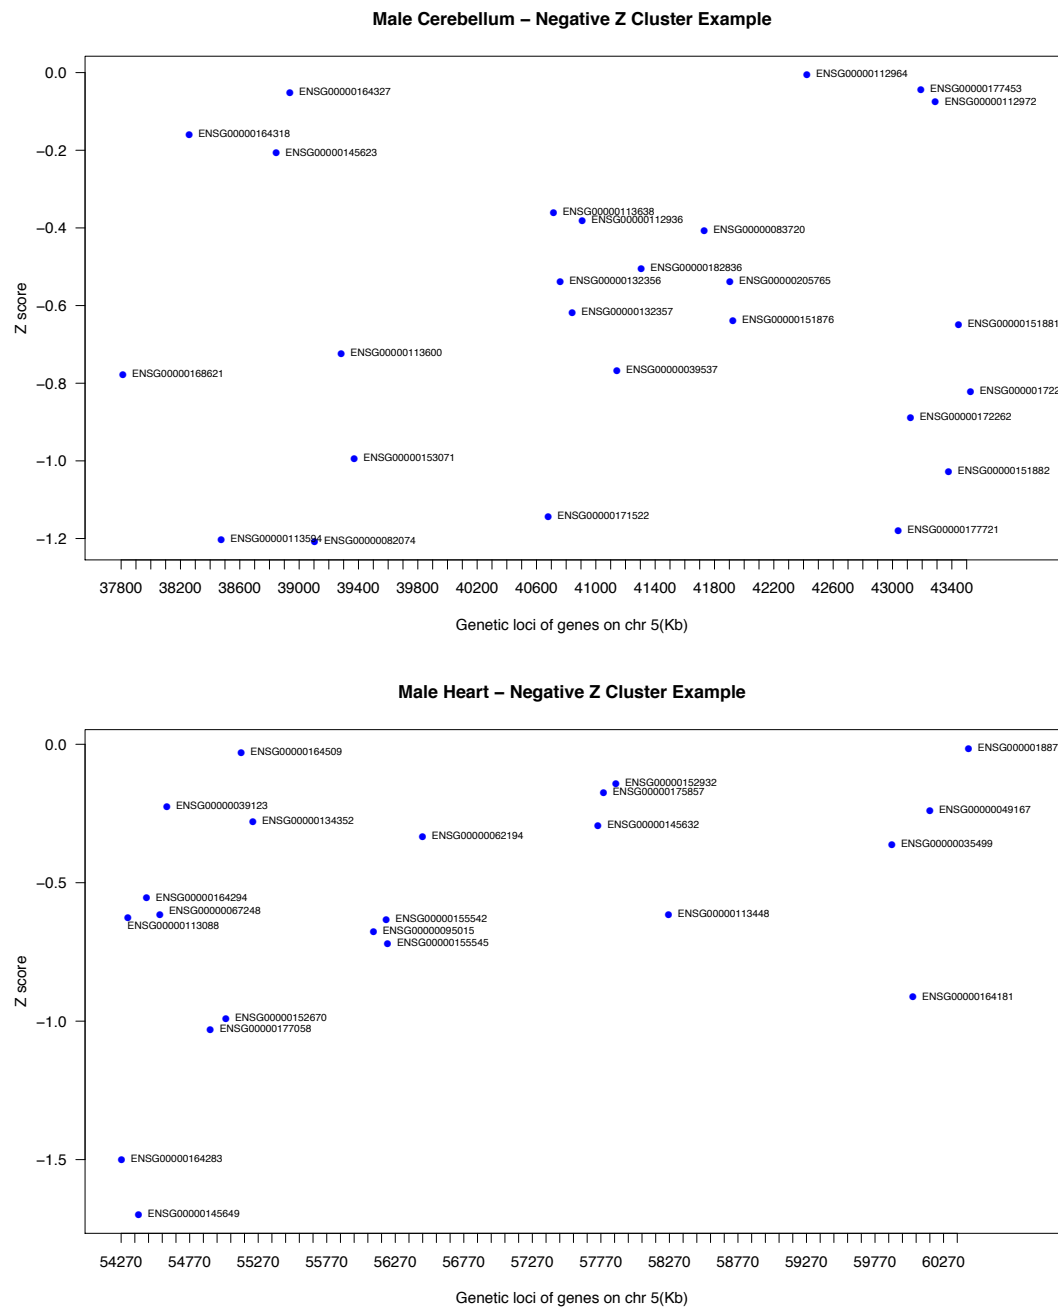 Male Cerebellum – Negative Z Cluster Example
0.0
ENSG00000112964
ENSG00000177453
ENSG00000164327
ENSG00000112972
ENSG00000164318
−0.2
ENSG00000145623
ENSG00000113638
ENSG00000112936
−0.4
ENSG00000083720
ENSG00000182836
ENSG00000132356
ENSG00000205765
−0.6
ENSG00000132357
ENSG00000151876
ENSG00000151881
ENSG00000113600
ENSG00000039537
ENSG00000168621
−0.8
ENSG00000172262
ENSG00000153071
−1.0
ENSG00000151882
ENSG00000171522
ENSG00000177721
−1.2
ENSG00000113594
ENSG00000082074
Z score
37800 38200 38600 39000 39400 39800 40200 40600 41000 41400 41800 42200 42600 43000 43400
Genetic loci of genes on chr 5(Kb)
Male Heart – Negative Z Cluster Example
0.0
ENSG00000164509
ENSG00000152932
ENSG00000175857
ENSG00000039123
ENSG00000049167
ENSG00000134352
ENSG00000145632
ENSG00000062194
ENSG00000035499
−0.5
ENSG00000164294
ENSG00000067248
ENSG00000113448
ENSG00000155542
ENSG00000113088
ENSG00000095015
ENSG00000155545
ENSG00000164181
−1.0
ENSG00000152670
ENSG00000177058
−1.5
ENSG00000164283
ENSG00000145649
Z score
54270 54770 55270 55770 56270 56770 57270 57770 58270 58770 59270 59770 60270
Genetic loci of genes on chr 5(Kb)